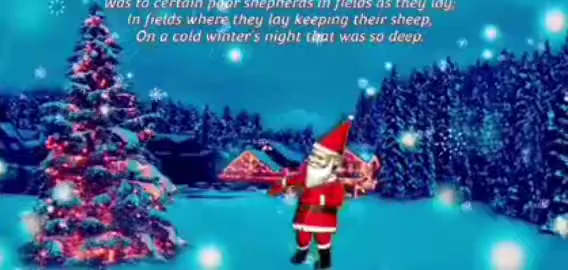 was to certain poor shepherds in fields as they lay;
In fields where they lay keeping their sheep,
On a cold winter's night that was so deep.